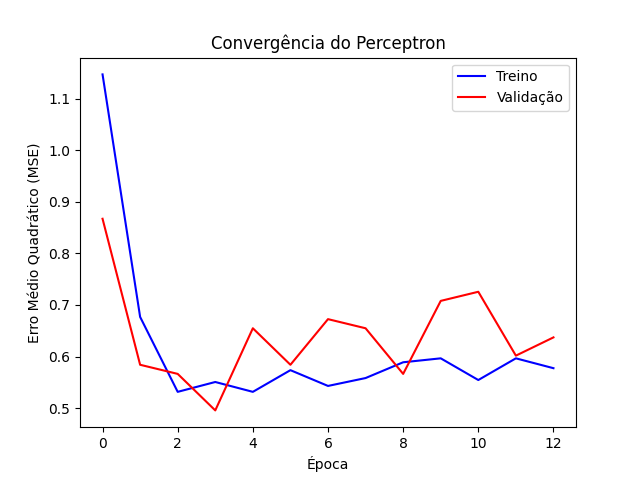 Convergência do Perceptron
Treino
Validação
Erro Médio Quadrático (MSE)
1.1
1.0
0.9
0.8
0.7
0.6
0.5
0 2 4 6 8 10 12
Época